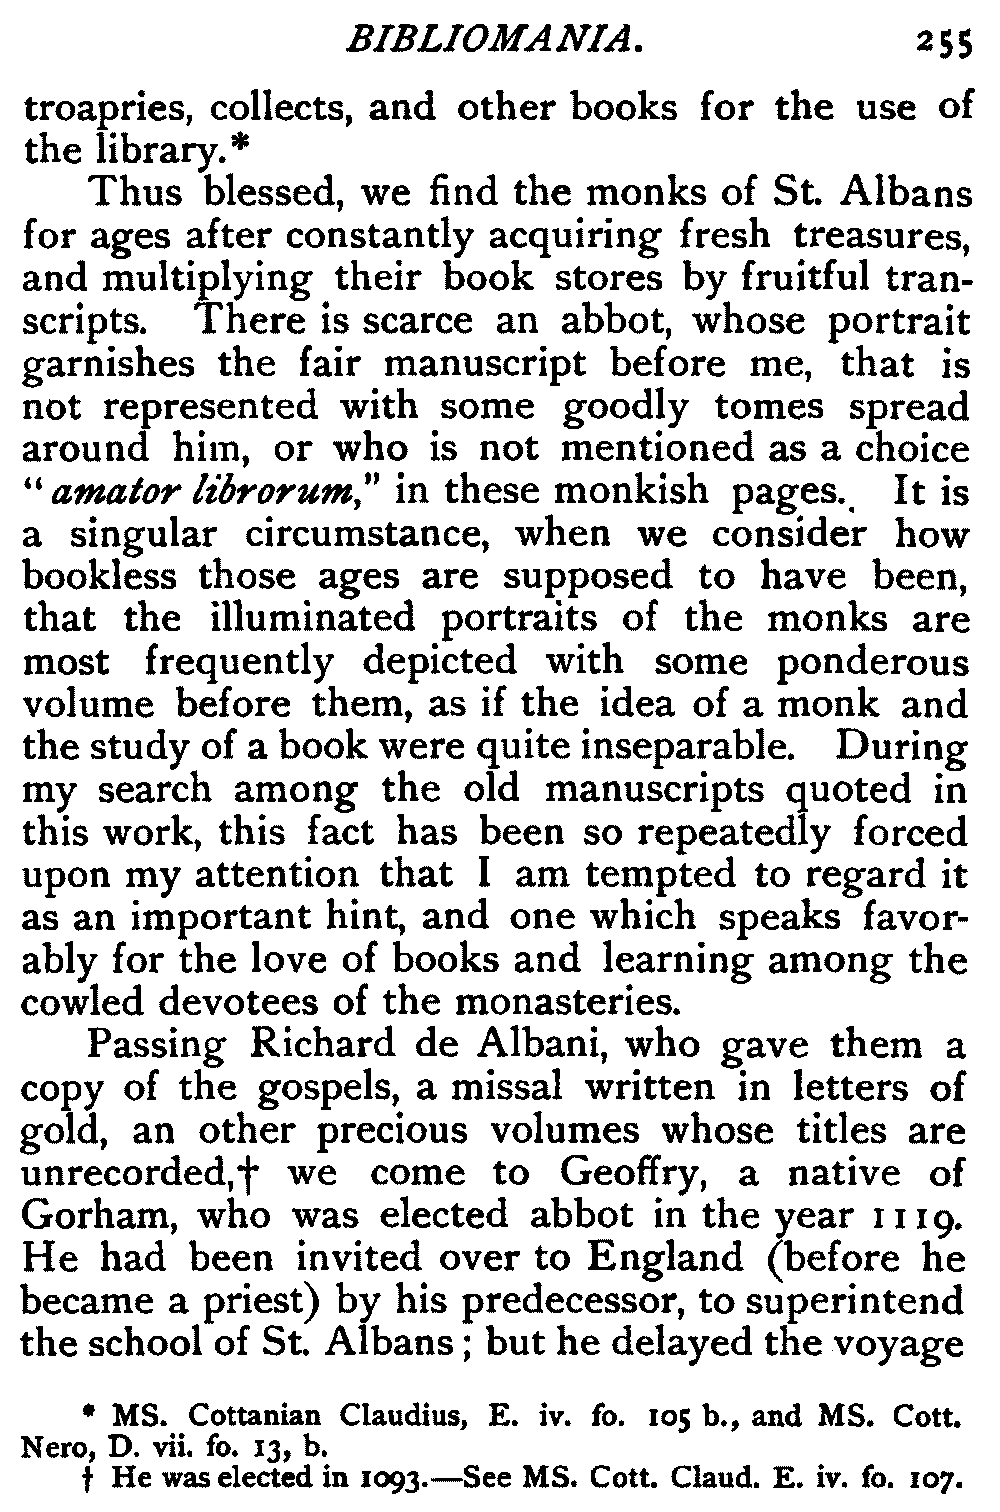 BIBLIOMANIA. 255
troapries, collects, and other books for the use of
the library.*
Thus blessed, we find the monks of St. Albans
for ages after constantly acquiring fresh treasures,
and multiplying their book stores by fruitful tran-
scripts. There is scarce an abbot, whose portrait
garnishes the fair manuscript before me, that is
not represented with some goodly tomes spread
around him, or who is not mentioned as a choice
"amator librorum," in these monkish pages. It is
a singular circumstance, when we consider how
bookless those ages are supposed to have been,
that the illuminated portraits of the monks are
most frequently depicted with some ponderous
volume before them, as if the idea of a monk and
the study of a book were quite inseparable. During
my search among the old manuscripts quoted in
this work, this fact has been so repeatedly forced
upon my attention that I am tempted to regard it
as an important hint, and one which speaks favor-
ably for the love of books and learning among the
cowled devotees of the monasteries.
Passing Richard de Albani, who gave them a
copy of the gospels, a missal written in letters of
gold, an other precious volumes whose titles are
unrecorded,† we come to Geoffry, a native of
Gorham, who was elected abbot in the year 1119.
He had been invited over to England (before he
became a priest) by his predecessor, to superintend
the school of St. Albans; but he delayed the voyage
* MS. Cottanian Claudius, E. iv. fo. 105 b., and MS. Cott.
Nero, D. vii. fo. 13, b.
† He was elected in 1093.—See MS. Cott. Claud. E. iv. fo. 107.